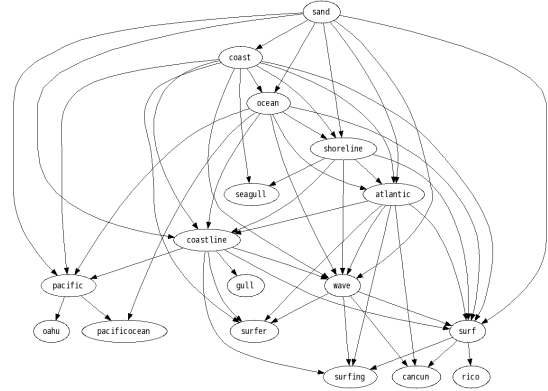 sand
coast
ocean
shoreline
seagull
atlantic
coastline
pacific
gull
wave
oahu
pacificocean
surfer
surf
surfing
cancun
rico